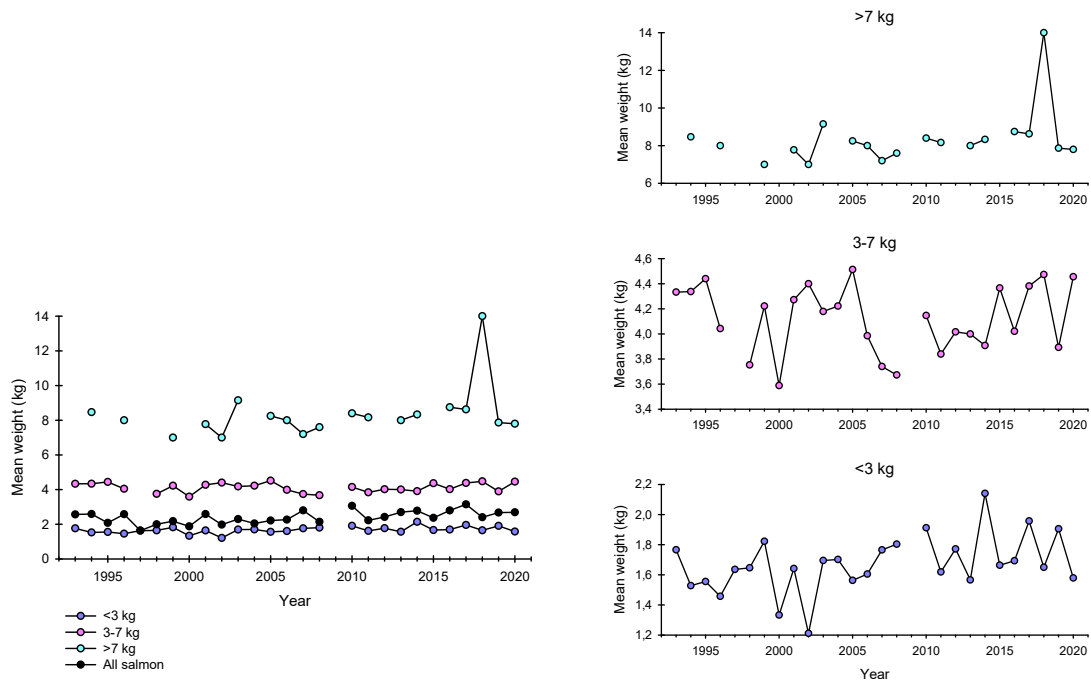 14
12
10
8
6
4
2
0
Mean weight (kg)
1995 2000 2005 2010 2015 2020
Year
<3 kg
3-7 kg
>7 kg
All salmon
>7 kg
14
12
10
8
6
Mean weight (kg)
1995 2000 2005 2010 2015 2020
3-7 kg
4,6
4,4
4,2
4,0
3,8
3,6
3,4
Mean weight (kg)
1995 2000 2005 2010 2015 2020
<3 kg
2,2
2,0
1,8
1,6
1,4
1,2
Mean weight (kg)
1995 2000 2005 2010 2015 2020
Year